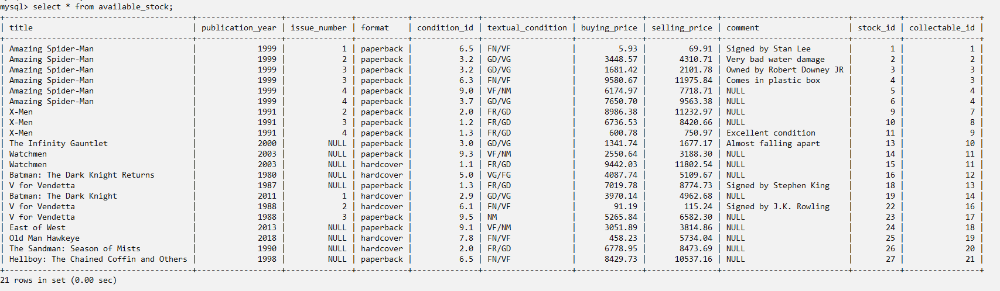 mysql> select * from available_stock;
+----------------------------------------+------------------+--------------+-----------+--------------+-------------------+--------------+---------------+--------------------------+----------+----------------+
| title                                  | publication_year | issue_number | format    | condition_id | textual_condition | buying_price | selling_price | comment                  | stock_id | collectable_id |
+----------------------------------------+------------------+--------------+-----------+--------------+-------------------+--------------+---------------+--------------------------+----------+----------------+
| Amazing Spider-Man                     |             1999 |            1 | paperback |          6.5 | FN/VF             |         5.93 |         69.91 | Signed by Stan Lee       |        1 |              1 |
| Amazing Spider-Man                     |             1999 |            2 | paperback |          3.2 | GD/VG             |      3448.57 |       4310.71 | Very bad water damage    |        2 |              2 |
| Amazing Spider-Man                     |             1999 |            3 | paperback |          3.2 | GD/VG             |      1681.42 |       2101.78 | Owned by Robert Downey JR |        3 |              3 |
| Amazing Spider-Man                     |             1999 |            3 | paperback |          6.3 | FN/VF             |      9580.67 |      11975.84 | Comes in plastic box     |        4 |              3 |
| Amazing Spider-Man                     |             1999 |            4 | paperback |          9.0 | VF/NM             |      6174.97 |       7718.71 | NULL                     |        5 |              4 |
| Amazing Spider-Man                     |             1999 |            4 | paperback |          3.7 | GD/VG             |      7650.70 |       9563.38 | NULL                     |        6 |              4 |
| X-Men                                  |             1991 |            2 | paperback |          2.0 | FR/GD             |      8986.38 |      11232.97 | NULL                     |        9 |              7 |
| X-Men                                  |             1991 |            3 | paperback |          1.2 | FR/GD             |      6736.53 |       8420.66 | NULL                     |       10 |              8 |
| X-Men                                  |             1991 |            4 | paperback |          1.3 | FR/GD             |       600.78 |        750.97 | Excellent condition      |       11 |              9 |
| The Infinity Gauntlet                  |             2000 |         NULL | paperback |          3.0 | GD/VG             |      1341.74 |       1677.17 | Almost falling apart     |       13 |             10 |
| Watchmen                               |             2003 |         NULL | paperback |          9.3 | VF/NM             |      2550.64 |       3188.30 | NULL                     |       14 |             11 |
| Watchmen                               |             2003 |         NULL | hardcover |          1.1 | FR/GD             |      9442.03 |      11802.54 | NULL                     |       15 |             11 |
| Batman: The Dark Knight Returns        |             1980 |         NULL | hardcover |          5.0 | VG/FG             |      4087.74 |       5109.67 | NULL                     |       16 |             12 |
| V for Vendetta                         |             1987 |         NULL | paperback |          1.3 | FR/GD             |      7019.78 |       8774.73 | Signed by Stephen King   |       18 |             13 |
| Batman: The Dark Knight                |             2011 |            1 | hardcover |          2.9 | GD/VG             |      3970.14 |       4962.68 | NULL                     |       19 |             14 |
| V for Vendetta                         |             1988 |            2 | hardcover |          6.1 | FN/VF             |        91.19 |        115.24 | Signed by J.K. Rowling   |       22 |             16 |
| V for Vendetta                         |             1988 |            3 | paperback |          9.5 | NM                |      5265.84 |       6582.30 | NULL                     |       23 |             17 |
| East of West                           |             2013 |         NULL | paperback |          9.1 | VF/NM             |      3051.89 |       3814.86 | NULL                     |       24 |             18 |
| Old Man Hawkeye                        |             2018 |         NULL | hardcover |          7.8 | FN/VF             |       458.23 |       5734.04 | NULL                     |       25 |             19 |
| The Sandman: Season of Mists           |             1990 |         NULL | hardcover |          2.0 | FR/GD             |      6778.95 |       8473.69 | NULL                     |       26 |             20 |
| Hellboy: The Chained Coffin and Others |             1998 |         NULL | paperback |          6.5 | FN/VF             |      8429.73 |      10537.16 | NULL                     |       27 |             21 |
+----------------------------------------+------------------+--------------+-----------+--------------+-------------------+--------------+---------------+--------------------------+----------+----------------+
21 rows in set (0.00 sec)